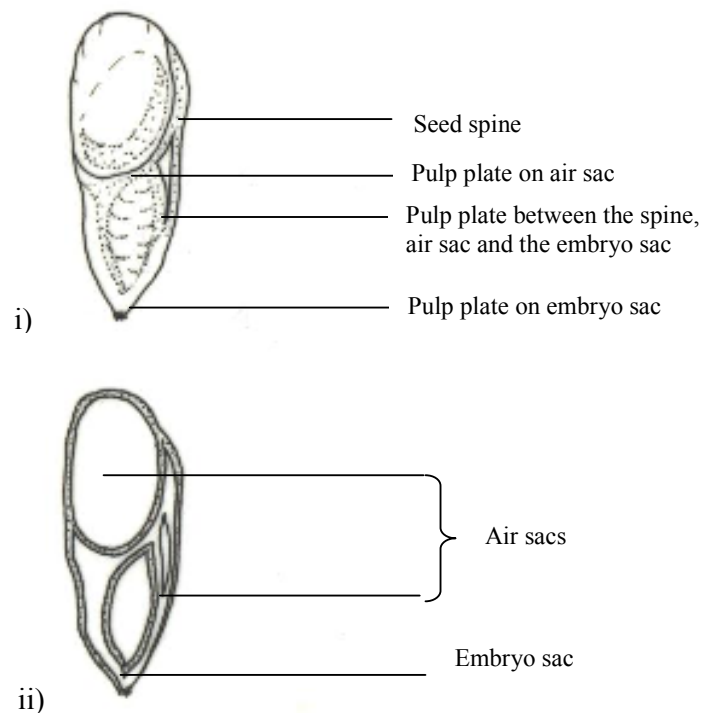 Seed spine
Pulp plate on air sac
Pulp plate between the spine,
air sac and the embryo sac
Pulp plate on embryo sac
i)
Air sacs
Embryo sac
ii)